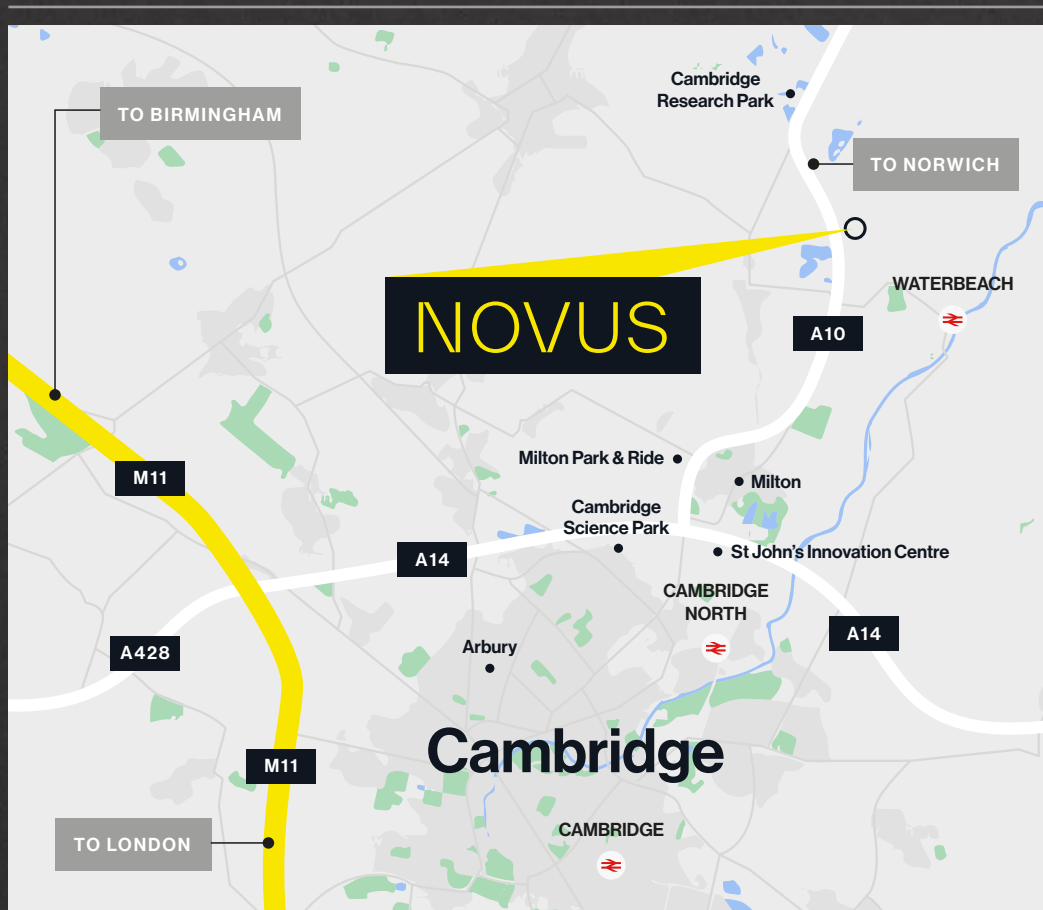 Cambridge
Research Park
TO BIRMINGHAM
TO NORWICH
WATERBEACH
NOVUS
A10
Milton Park & Ride
M11
Milton
Cambridge
Science Park
A14
St John's Innovation Centre
CAMBRIDGE
NORTH
A14
Arbury
A428
Cambridge
M11
CAMBRIDGE
TO LONDON